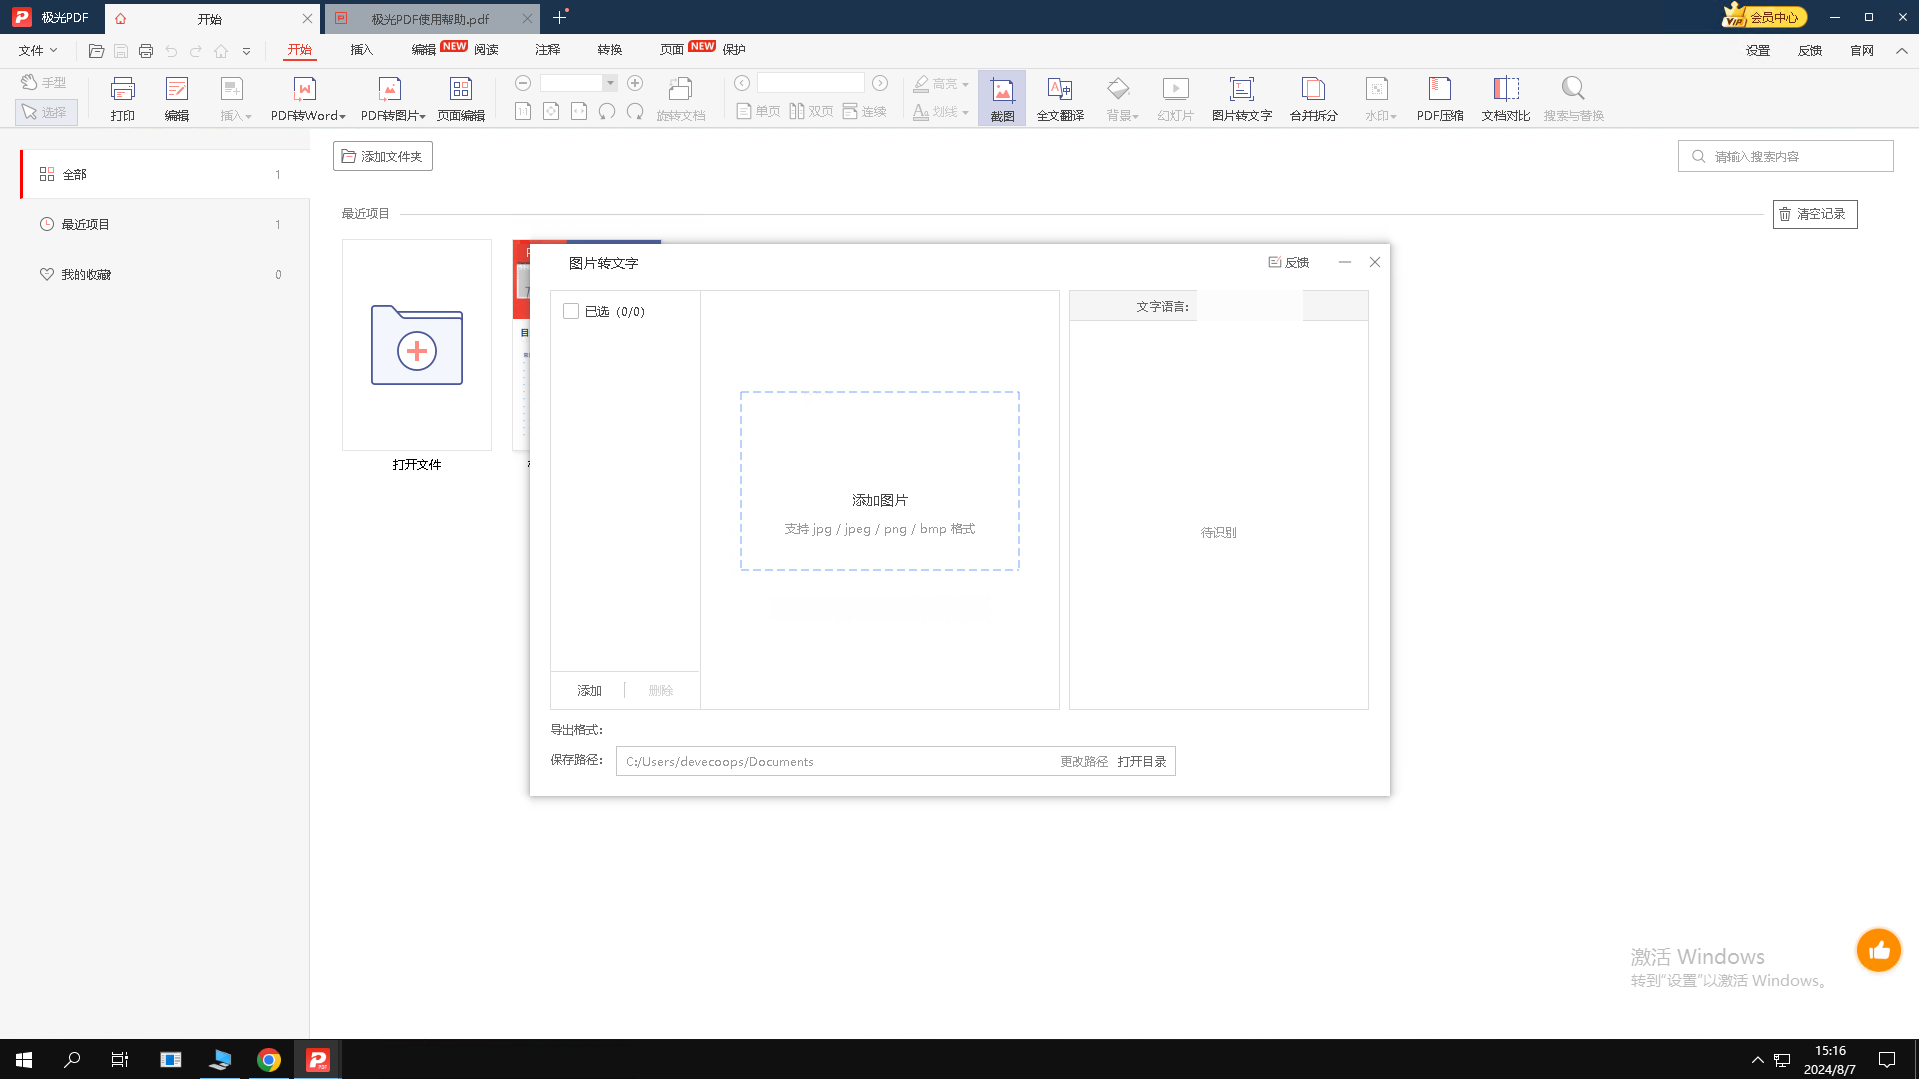 极光PDF
开始
极光PDF使用帮助.pdf
VIP 会员中心
文件
开始
插入
编辑
NEW
阅读
注释
转换
页面
NEW
保护
设置
反馈
官网
手型
选择
打印
编辑
插入
PDF转Word
PDF转图片
页面编辑
1:1
旋转文档
单页
双页
连续
高亮
划线
截图
全文翻译
背景
幻灯片
图片转文字
合并拆分
水印
PDF压缩
文档对比
搜索与替换
全部 1
最近项目 1
我的收藏 0
添加文件夹
请输入搜索内容
最近项目
清空记录
打开文件
图片转文字
反馈
已选 (0/0)
文字语言:
添加图片
支持 jpg / jpeg / png / bmp 格式
待识别
添加
删除
导出格式:
保存路径:
C:/Users/devecoops/Documents
更改路径
打开目录
激活 Windows
转到“设置”以激活 Windows。
15:16
2024/8/7